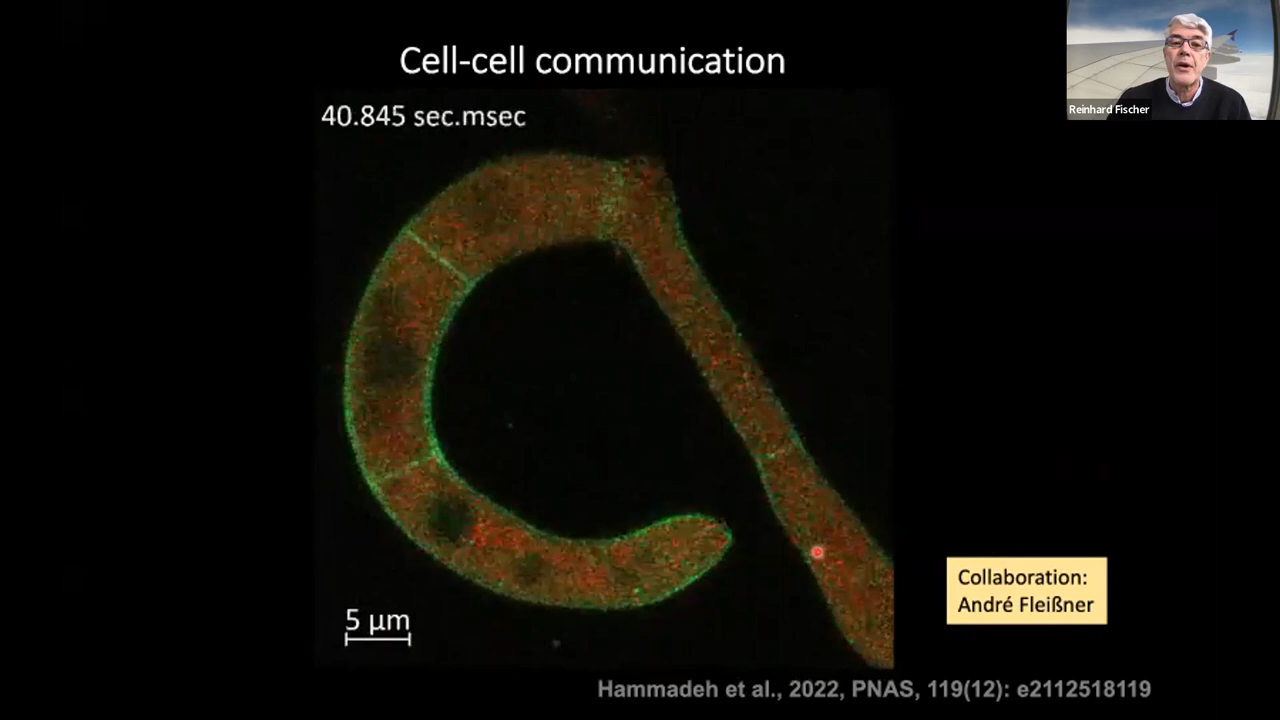 Cell-cell communication
40.845 sec.msec
Reinhard Fischer
Collaboration:
André Fleißner
5 µm
Hammadeh et al., 2022, PNAS, 119(12): e2112518119